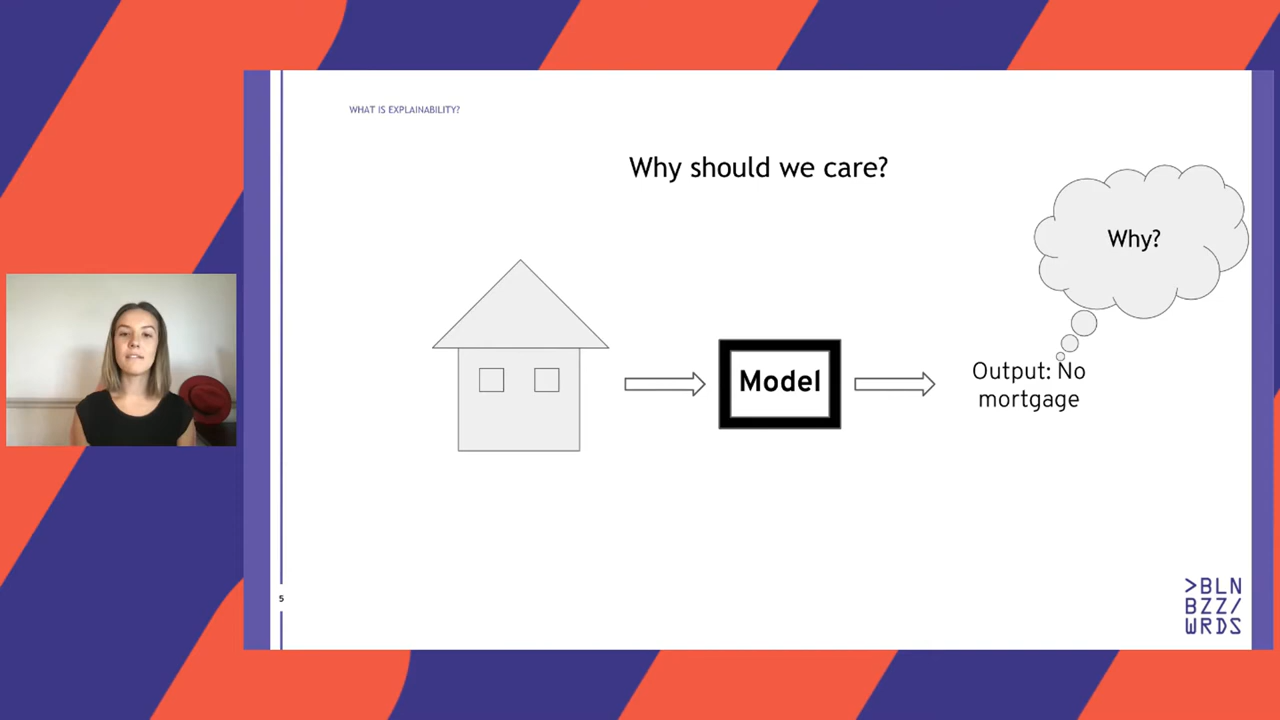 WHAT IS EXPLAINABILITY?
Why should we care?
Why?
Model
Output: No
mortgage
5
>BLN
BZZ/
WRDS